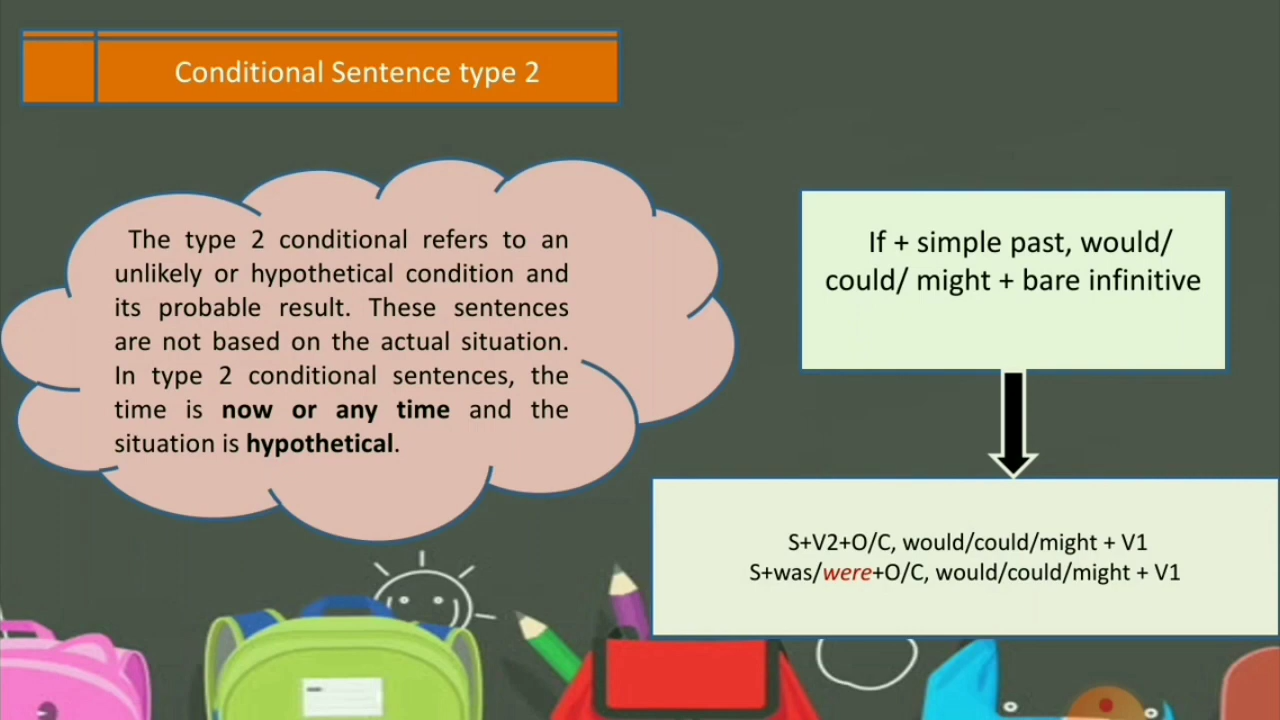 Conditional Sentence type 2
The type 2 conditional refers to an
unlikely or hypothetical condition and
its probable result. These sentences
are not based on the actual situation.
In type 2 conditional sentences, the
time is now or any time and the
situation is hypothetical.
If + simple past, would/
could/ might + bare infinitive
S+V2+O/C, would/could/might + V1
S+was/were+O/C, would/could/might + V1